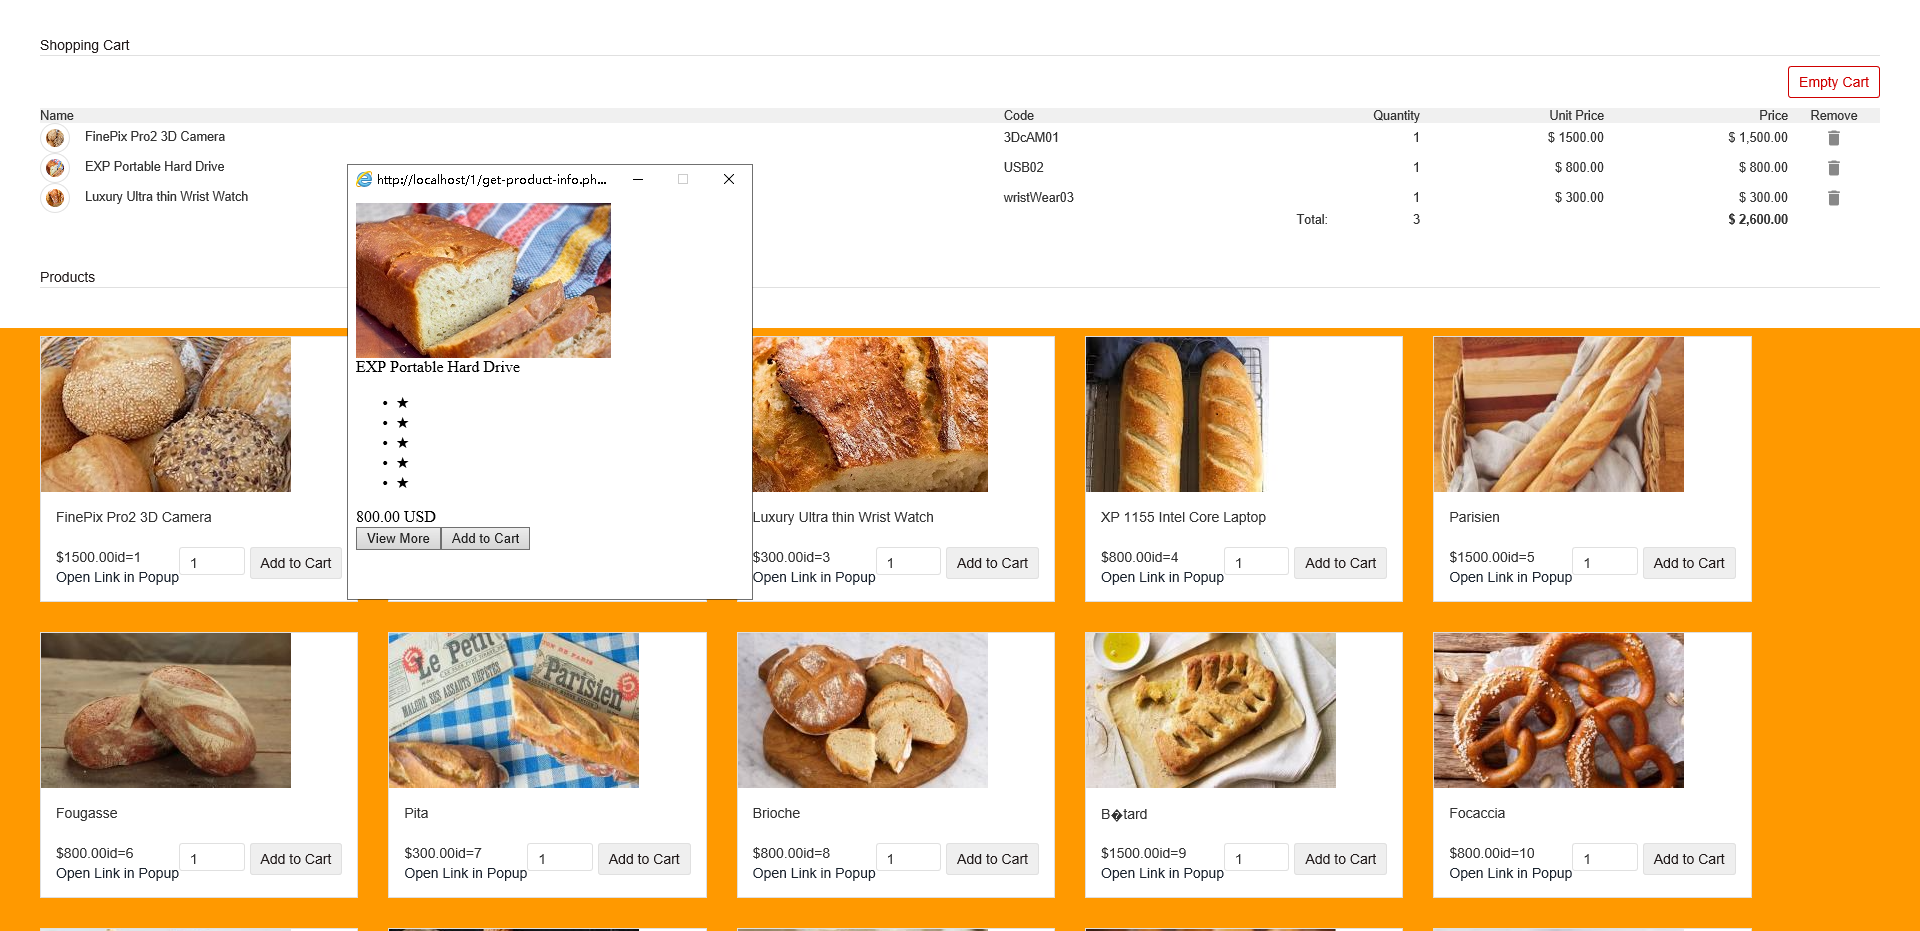 Shopping Cart
Empty Cart
Name Code Quantity Unit Price Price Remove
FinePix Pro2 3D Camera 3DcAM01 1 $ 1500.00 $ 1,500.00
EXP Portable Hard Drive USB02 1 $ 800.00 $ 800.00
Luxury Ultra thin Wrist Watch wristWear03 1 $ 300.00 $ 300.00
Total: 3 $ 2,600.00
http://localhost/1/get-product-info.ph...
EXP Portable Hard Drive
• ★
• ★
• ★
• ★
• ★
800.00 USD
View More Add to Cart
Products
FinePix Pro2 3D Camera
$1500.00id=1 1 Add to Cart
Open Link in Popup
Luxury Ultra thin Wrist Watch
$300.00id=3 1 Add to Cart
Open Link in Popup
XP 1155 Intel Core Laptop
$800.00id=4 1 Add to Cart
Open Link in Popup
Parisien
$1500.00id=5 1 Add to Cart
Open Link in Popup
Fougasse
$800.00id=6 1 Add to Cart
Open Link in Popup
Le Petit
MALGRÉ SES ASSAUTS RÉPÉTÉS
Parisien
5
Pita
$300.00id=7 1 Add to Cart
Open Link in Popup
Brioche
$800.00id=8 1 Add to Cart
Open Link in Popup
B�tard
$1500.00id=9 1 Add to Cart
Open Link in Popup
Focaccia
$800.00id=10 1 Add to Cart
Open Link in Popup